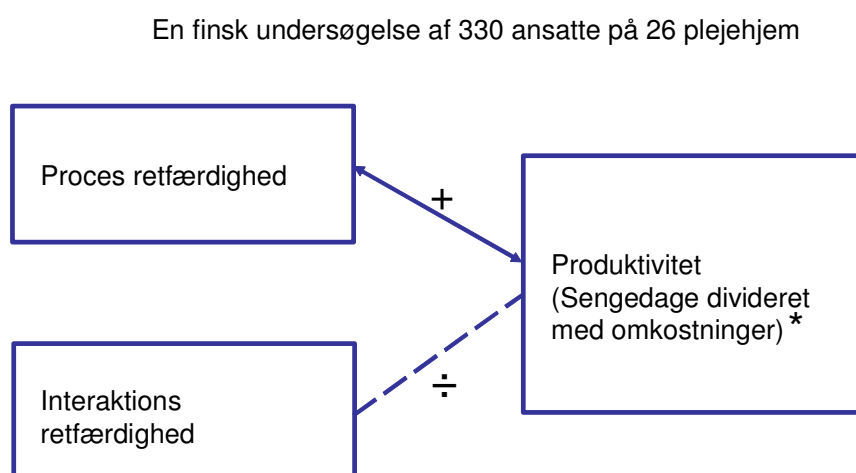 En finsk undersøgelse af 330 ansatte på 26 plejehjem
Proces retfærdighed
+
Produktivitet
(Sengedage divideret
med omkostninger) *
÷
Interaktions
retfærdighed